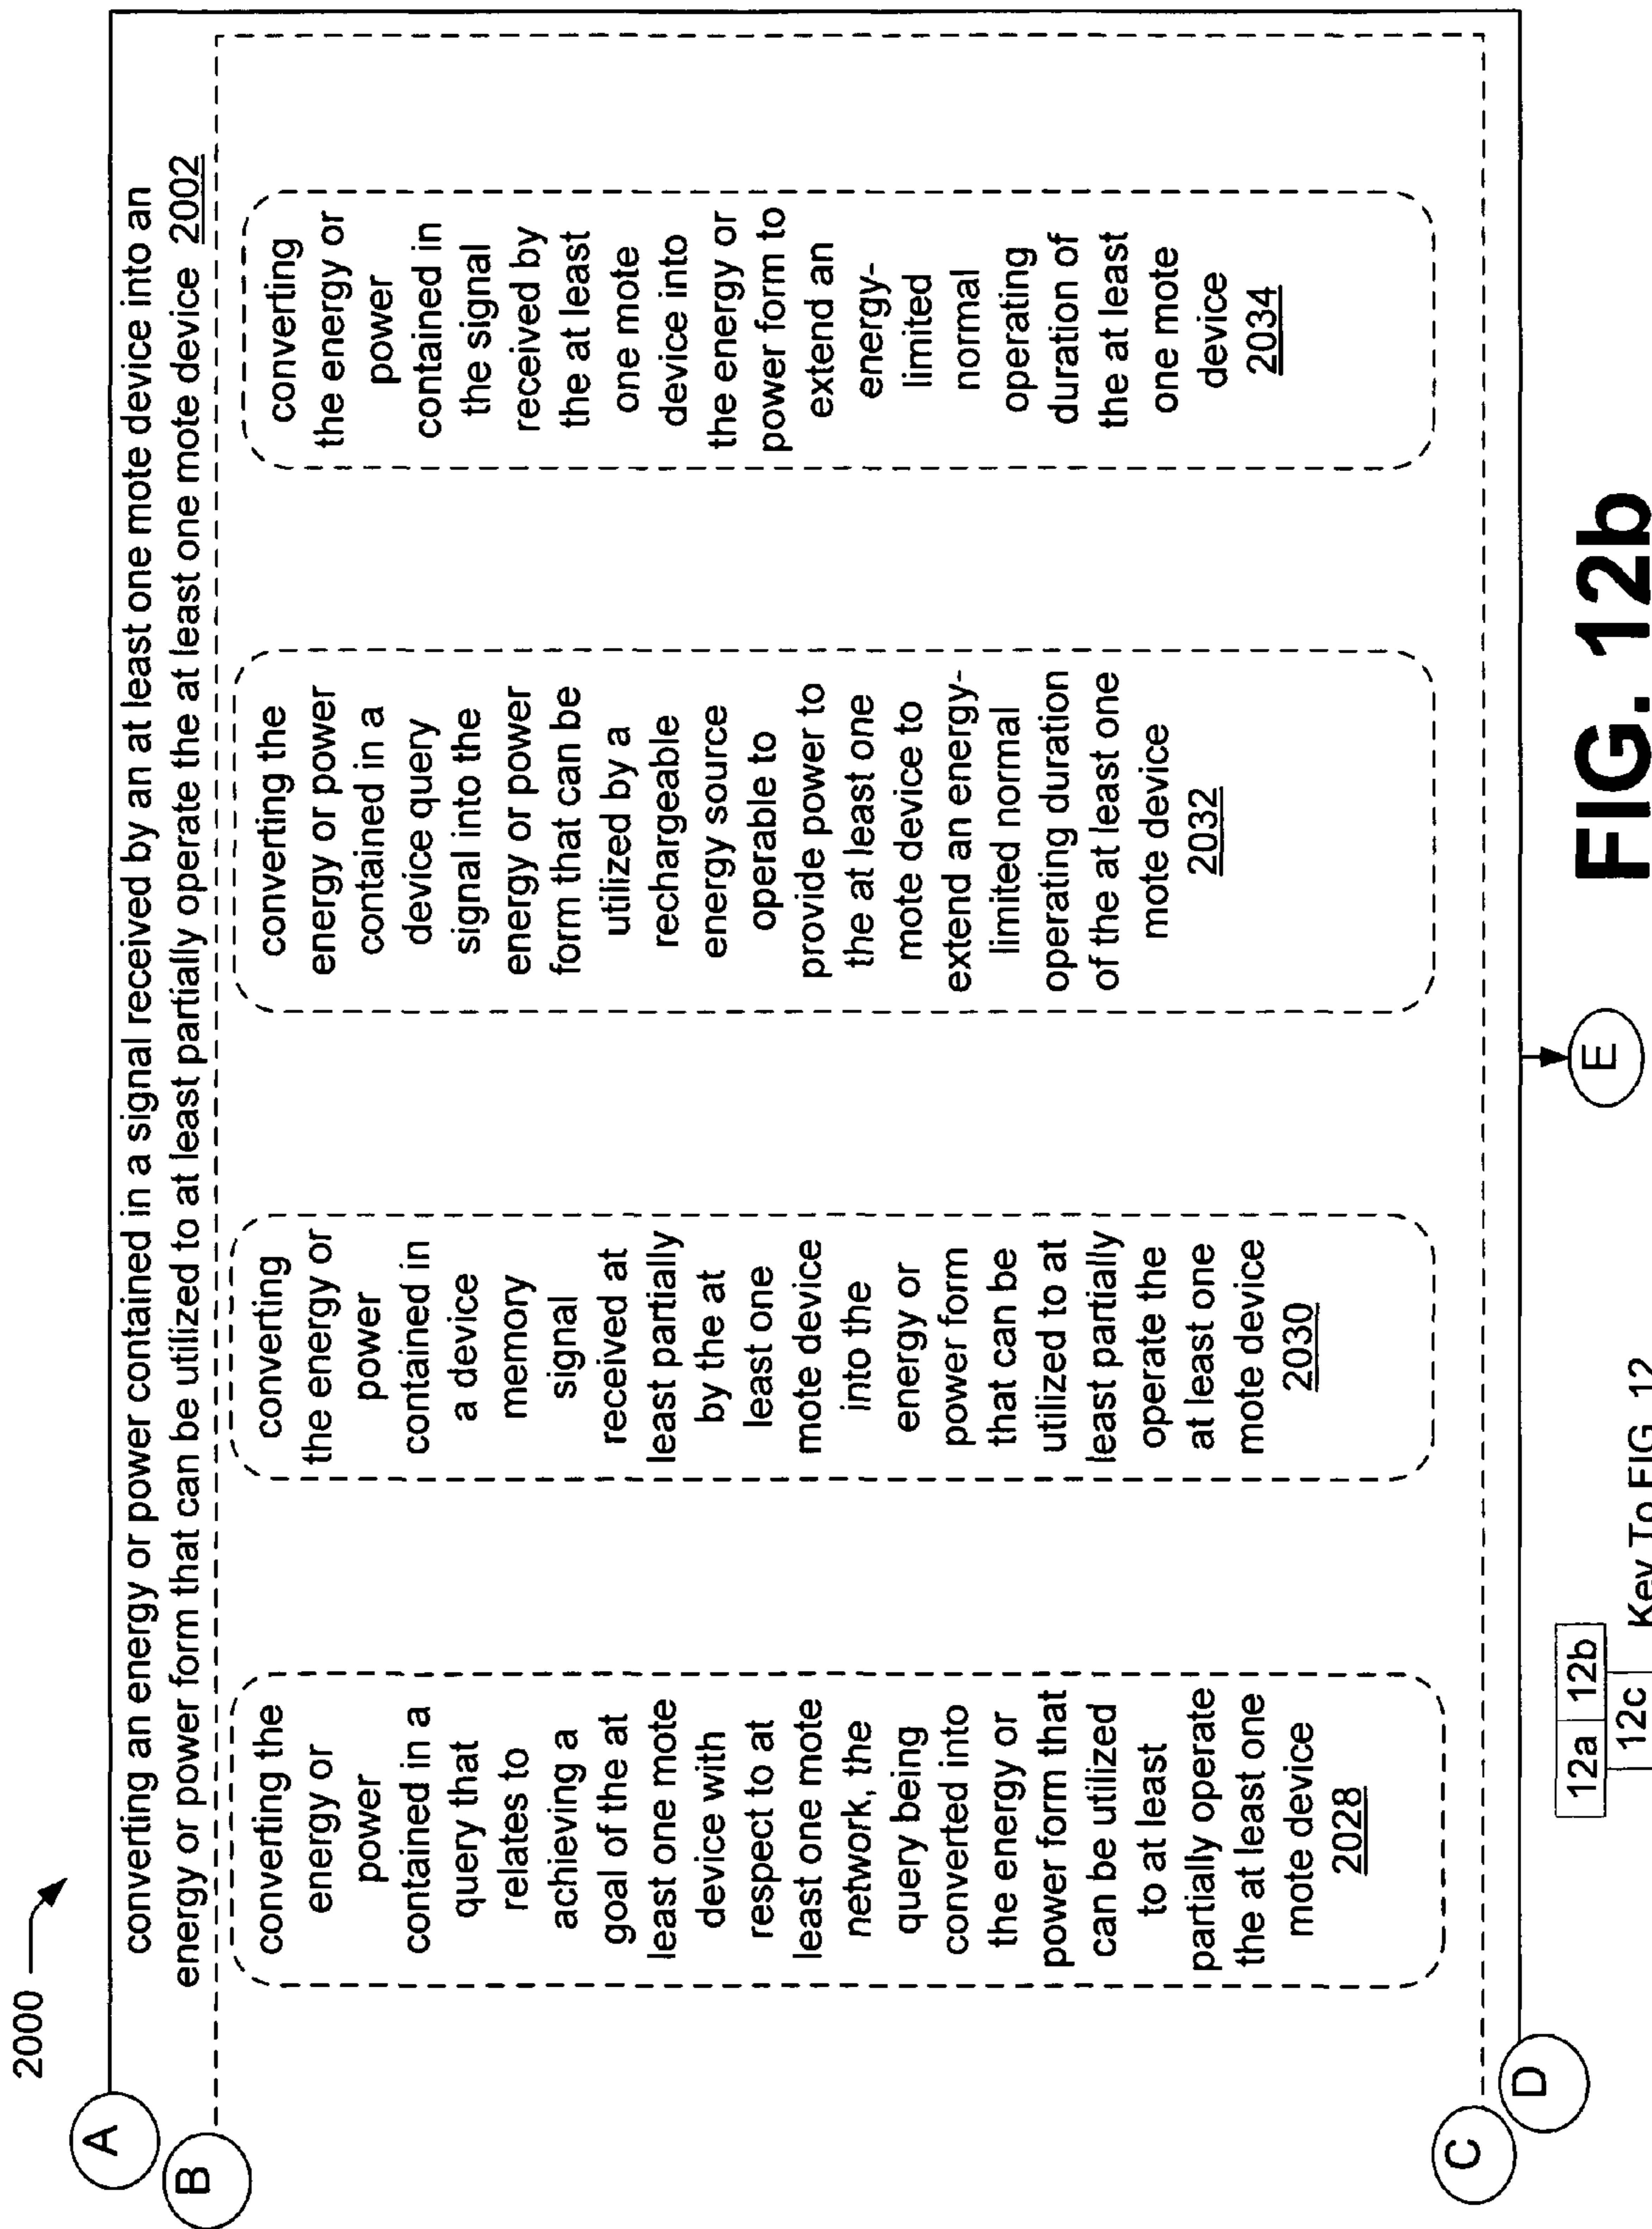 2000
A
B
converting an energy or power contained in a signal received by an at least one mote device into an
energy or power form that can be utilized to at least partially operate the at least one mote device 2002
converting the
energy or
power
contained in a
query that
relates to
achieving a
goal of the at
least one mote
device with
respect to at
least one mote
network, the
query being
converted into
the energy or
power form that
can be utilized
to at least
partially operate
the at least one
mote device
2028
converting
the energy or
power
contained in
a device
memory
signal
received at
least partially
by the at
least one
mote device
into the
energy or
power form
that can be
utilized to at
least partially
operate the
at least one
mote device
2030
converting the
energy or power
contained in a
device query
signal into the
energy or power
form that can be
utilized by a
rechargeable
energy source
operable to
provide power to
the at least one
mote device to
extend an energy-
limited normal
operating duration
of the at least one
mote device
2032
converting
the energy or
power
contained in
the signal
received by
the at least
one mote
device into
the energy or
power form to
extend an
energy-
limited
normal
operating
duration of
the at least
one mote
device
2034
C
D
E
12a 12b
12c
Key To FIG. 12
FIG. 12b